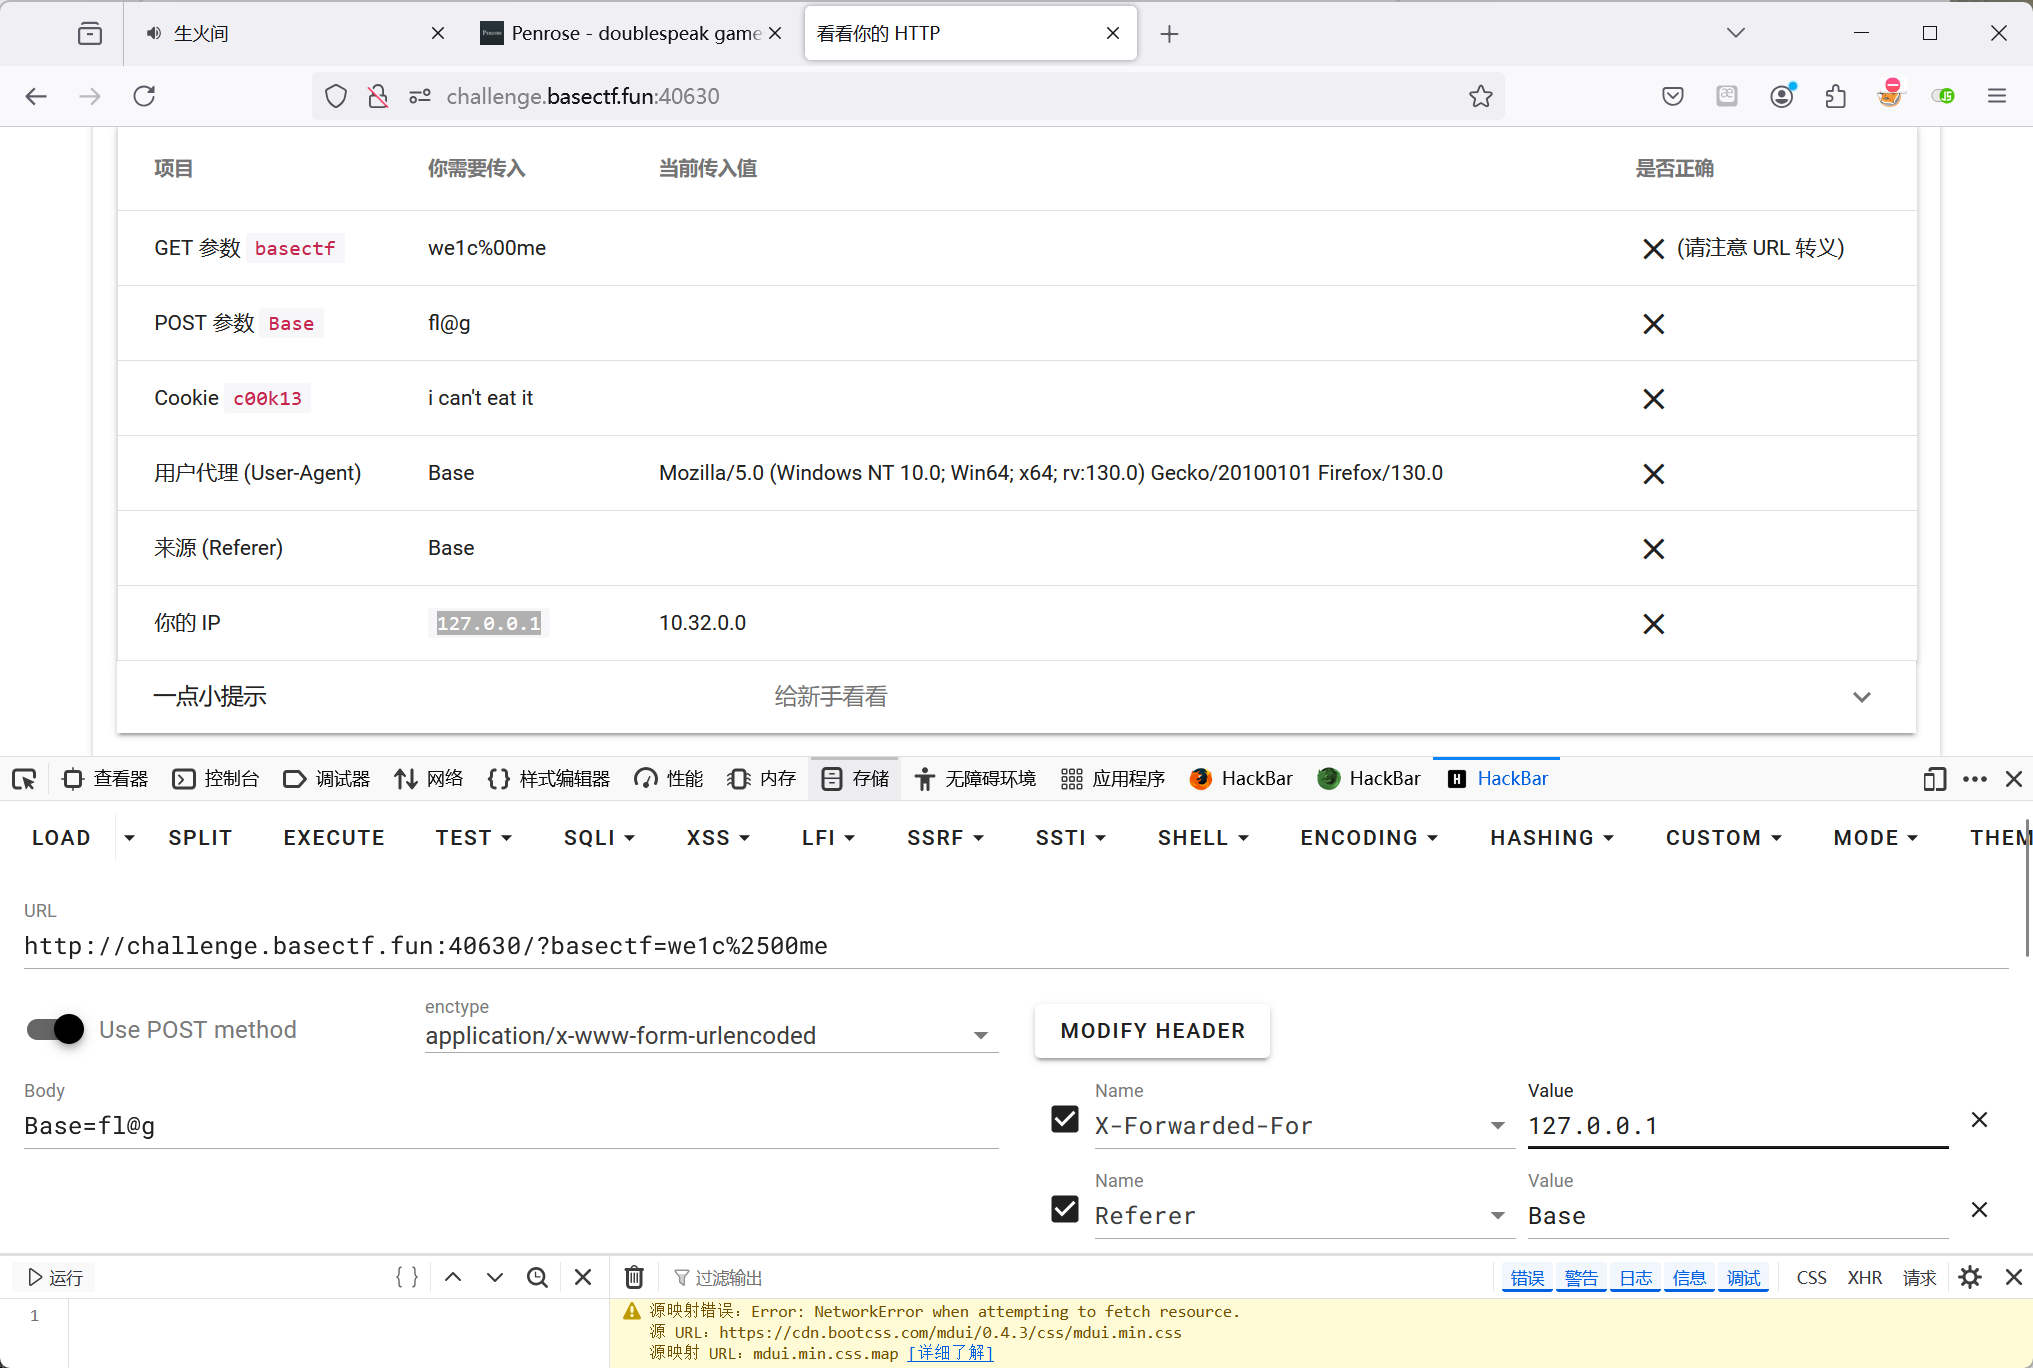 生火间
Penrose - doublespeak game
看看你的 HTTP
challenge.basectf.fun:40630
项目 你需要传入 当前传入值 是否正确
GET 参数 basectf we1c%00me (请注意 URL 转义)
POST 参数 Base fl@g
Cookie c00k13 i can't eat it
用户代理 (User-Agent) Base Mozilla/5.0 (Windows NT 10.0; Win64; x64; rv:130.0) Gecko/20100101 Firefox/130.0
来源 (Referer) Base
你的 IP 127.0.0.1 10.32.0.0
一点小提示 给新手看看
查看器 控制台 调试器 网络 {} 样式编辑器 性能 内存 存储 无障碍环境 应用程序 HackBar HackBar H HackBar
LOAD SPLIT EXECUTE TEST SQLI XSS LFI SSRF SSTI SHELL ENCODING HASHING CUSTOM MODE THEM
URL
http://challenge.basectf.fun:40630/?basectf=we1c%2500me
Use POST method
enctype
application/x-www-form-urlencoded
MODIFY HEADER
Body
Base=fl@g
Name Value
X-Forwarded-For 127.0.0.1
Name Value
Referer Base
运行 { } 过滤输出 错误 警告 日志 信息 调试 CSS XHR 请求
1
源映射错误：Error: NetworkError when attempting to fetch resource.
源 URL：https://cdn.bootcss.com/mdui/0.4.3/css/mdui.min.css
源映射 URL：mdui.min.css.map [详细了解]